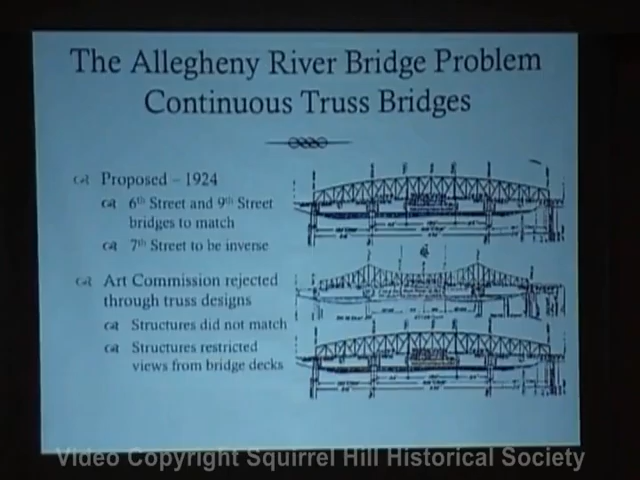 The Allegheny River Bridge Problem
Continuous Truss Bridges
Proposed – 1924
6th Street and 9th Street
bridges to match
7th Street to be inverse
Art Commission rejected
through truss designs
Structures did not match
Structures restricted
views from bridge decks
Video Copyright Squirrel Hill Historical Society